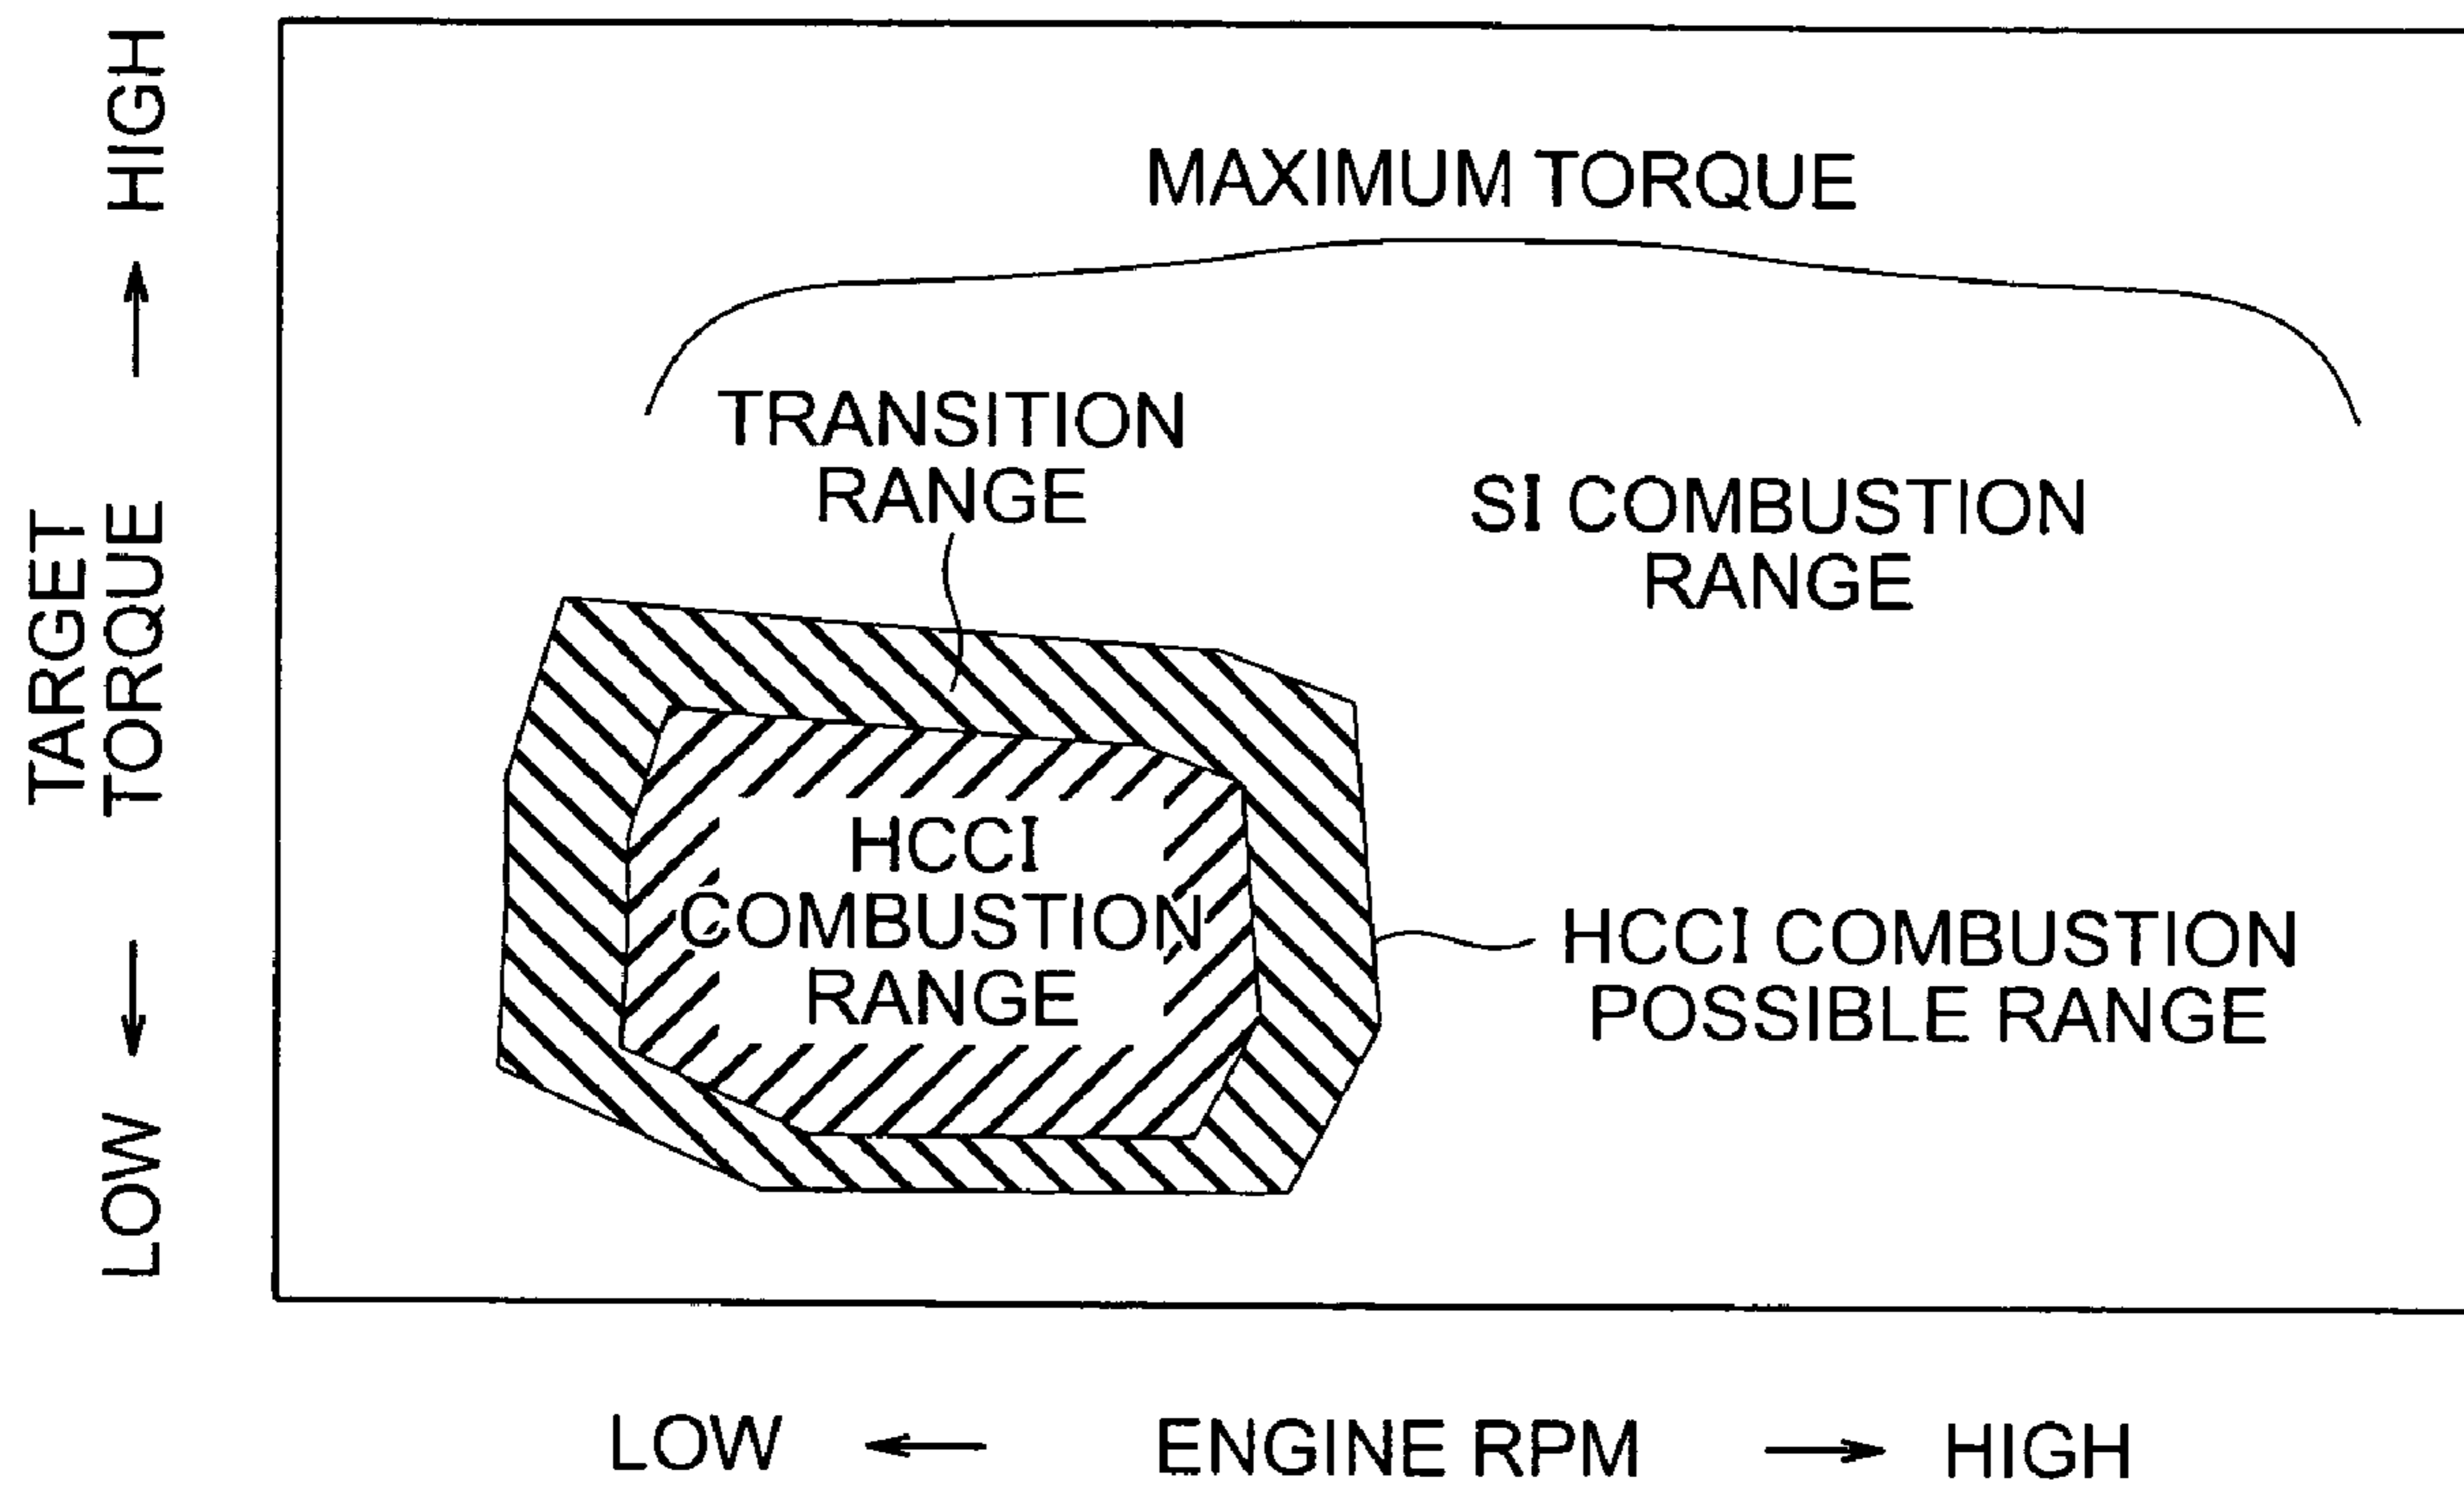 HIGH
TARGET
TORQUE
LOW
MAXIMUM TORQUE
TRANSITION
RANGE
SI COMBUSTION
RANGE
HCCI
COMBUSTION
RANGE
HCCI COMBUSTION
POSSIBLE RANGE
LOW ENGINE RPM HIGH